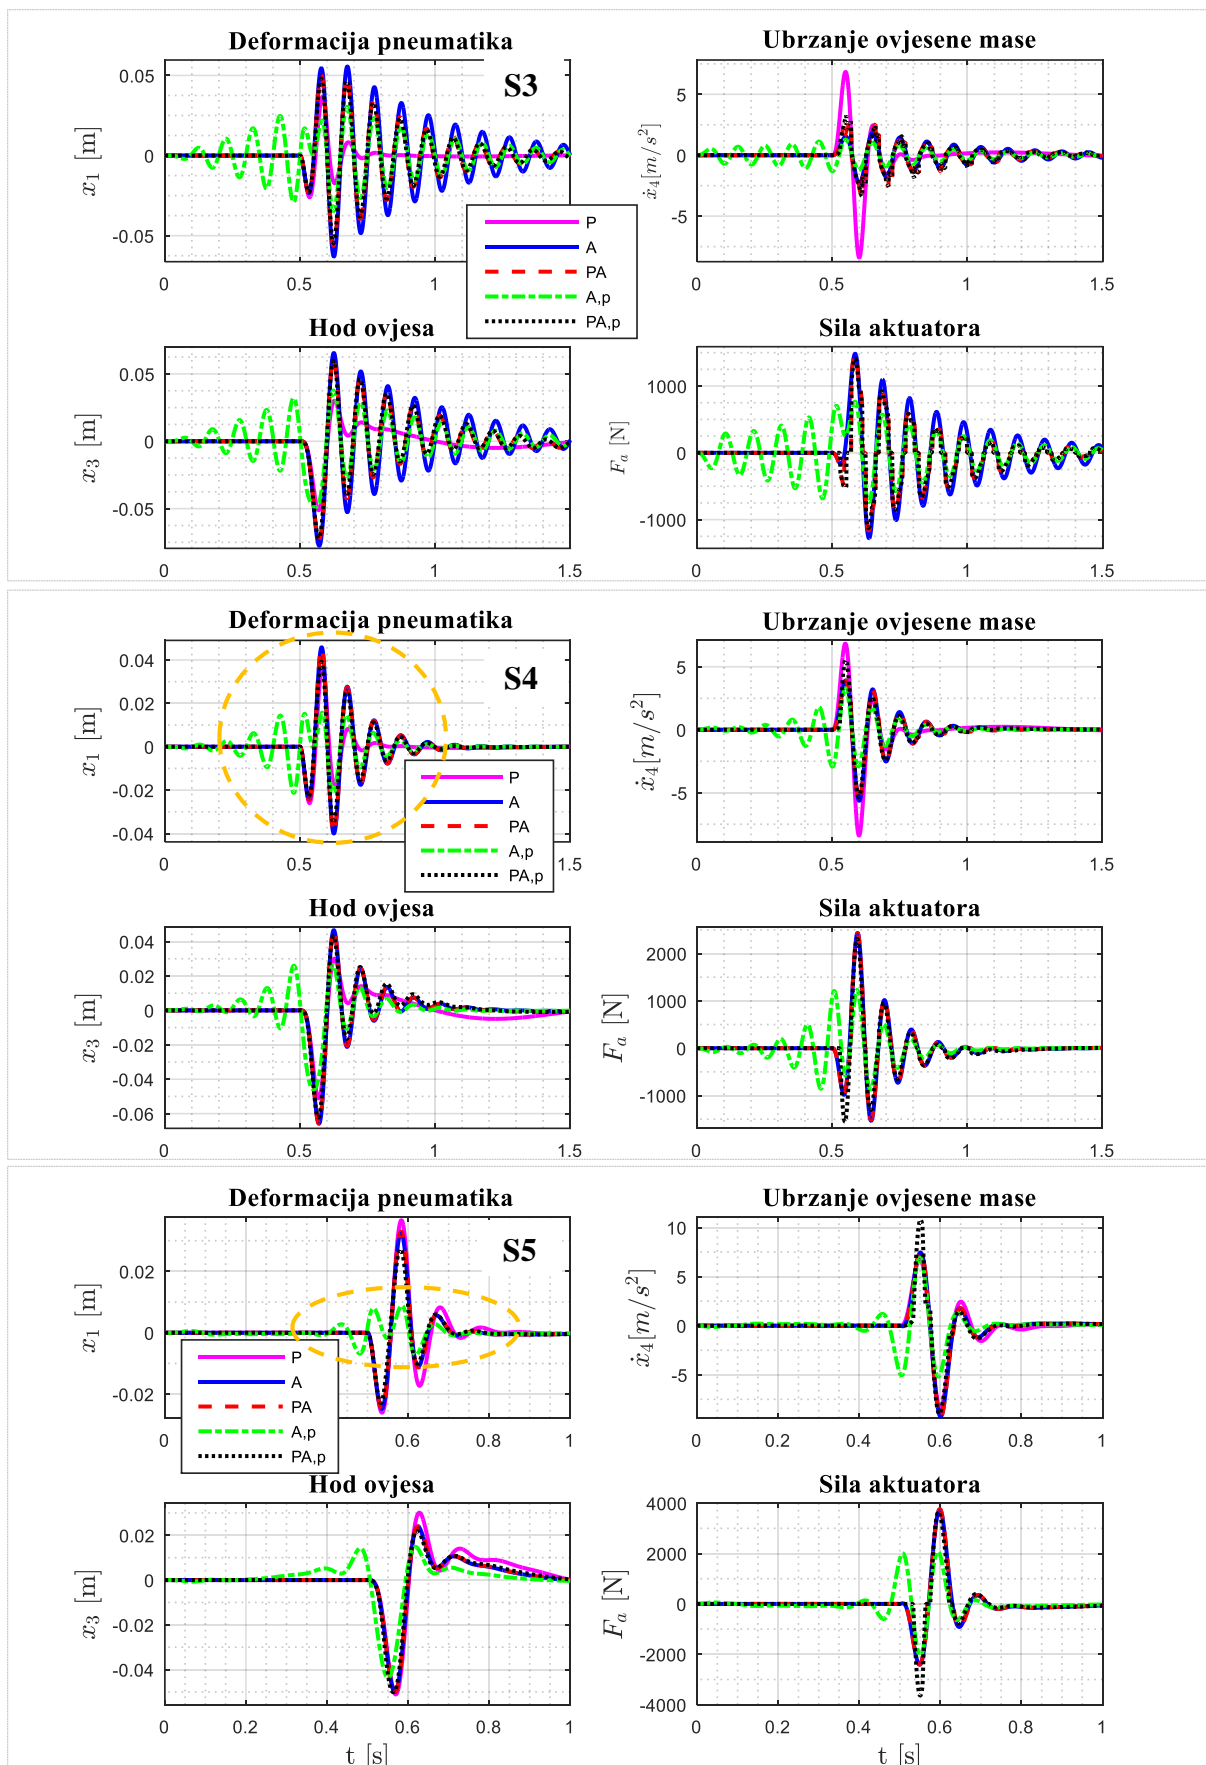 Deformacija pneumatika
Ubrzanje ovjesene mase
S3
0.05
0
-0.05
x1 [m]
0 0.5 1 1.5
5
0
-5
ẋ4[m/s²]
0 0.5 1 1.5
P
A
PA
A,p
PA,p
Hod ovjesa
Sila aktuatora
0.05
0
-0.05
x3 [m]
0 0.5 1 1.5
1000
0
-1000
Fa [N]
0 0.5 1 1.5
Deformacija pneumatika
Ubrzanje ovjesene mase
S4
0.04
0.02
0
-0.02
-0.04
x1 [m]
0 0.5 1 1.5
5
0
-5
ẋ4[m/s²]
0 0.5 1 1.5
P
A
PA
A,p
PA,p
Hod ovjesa
Sila aktuatora
0.04
0.02
0
-0.02
-0.04
-0.06
x3 [m]
0 0.5 1 1.5
2000
1000
0
-1000
Fa [N]
0 0.5 1 1.5
Deformacija pneumatika
Ubrzanje ovjesene mase
S5
0.02
0
-0.02
x1 [m]
0 0.2 0.4 0.6 0.8 1
10
5
0
-5
ẋ4[m/s²]
0 0.2 0.4 0.6 0.8 1
P
A
PA
A,p
PA,p
Hod ovjesa
Sila aktuatora
0.02
0
-0.02
-0.04
x3 [m]
0 0.2 0.4 0.6 0.8 1
t [s]
4000
2000
0
-2000
-4000
Fa [N]
0 0.2 0.4 0.6 0.8 1
t [s]